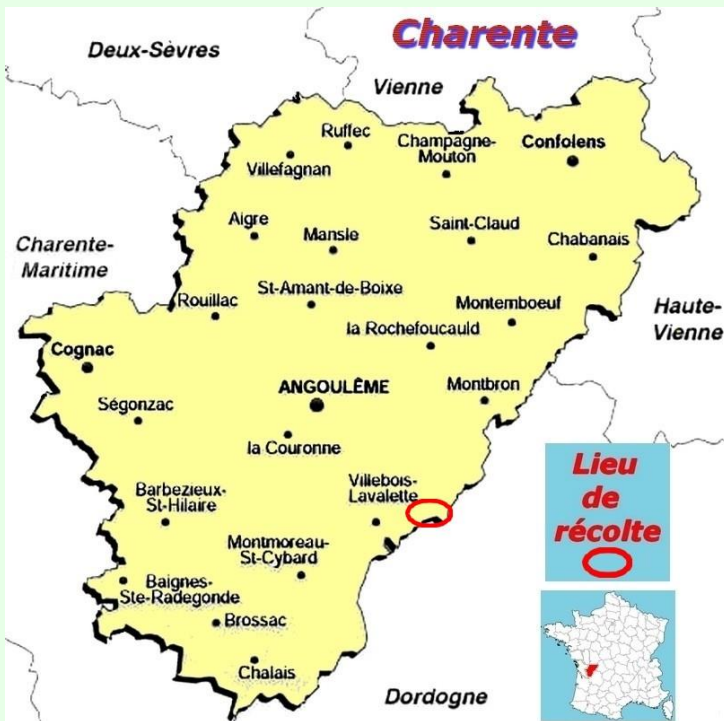 Charente
Deux-Sèvres
Vienne
Ruffec
Villefagnan
Champagne-
Mouton
Confolens
Aigre
Mansle
Saint-Claud
Chabanais
Charente-
Maritime
Rouillac
St-Amant-de-Boixe
Montemboeuf
Haute-
Vienne
la Rochefoucauld
Cognac
ANGOULÊME
Montbron
Ségonzac
la Couronne
Villebois-
Lavalette
Barbezieux-
St-Hilaire
Montmoreau-
St-Cybard
Lieu
de
récolte
Baignes-
Ste-Radegonde
Brossac
Chalais
Dordogne